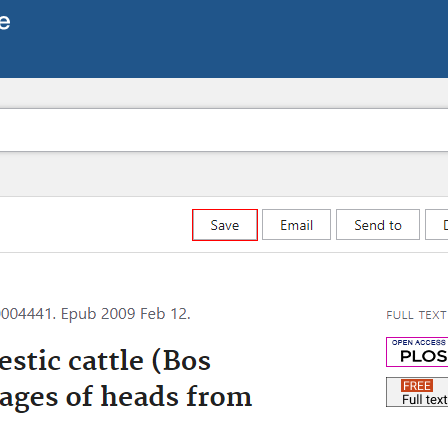 e
Save Email Send to D
004441. Epub 2009 Feb 12.
FULL TEXT
estic cattle (Bos
OPEN ACCESS
PLOS
ages of heads from
FREE
Full text